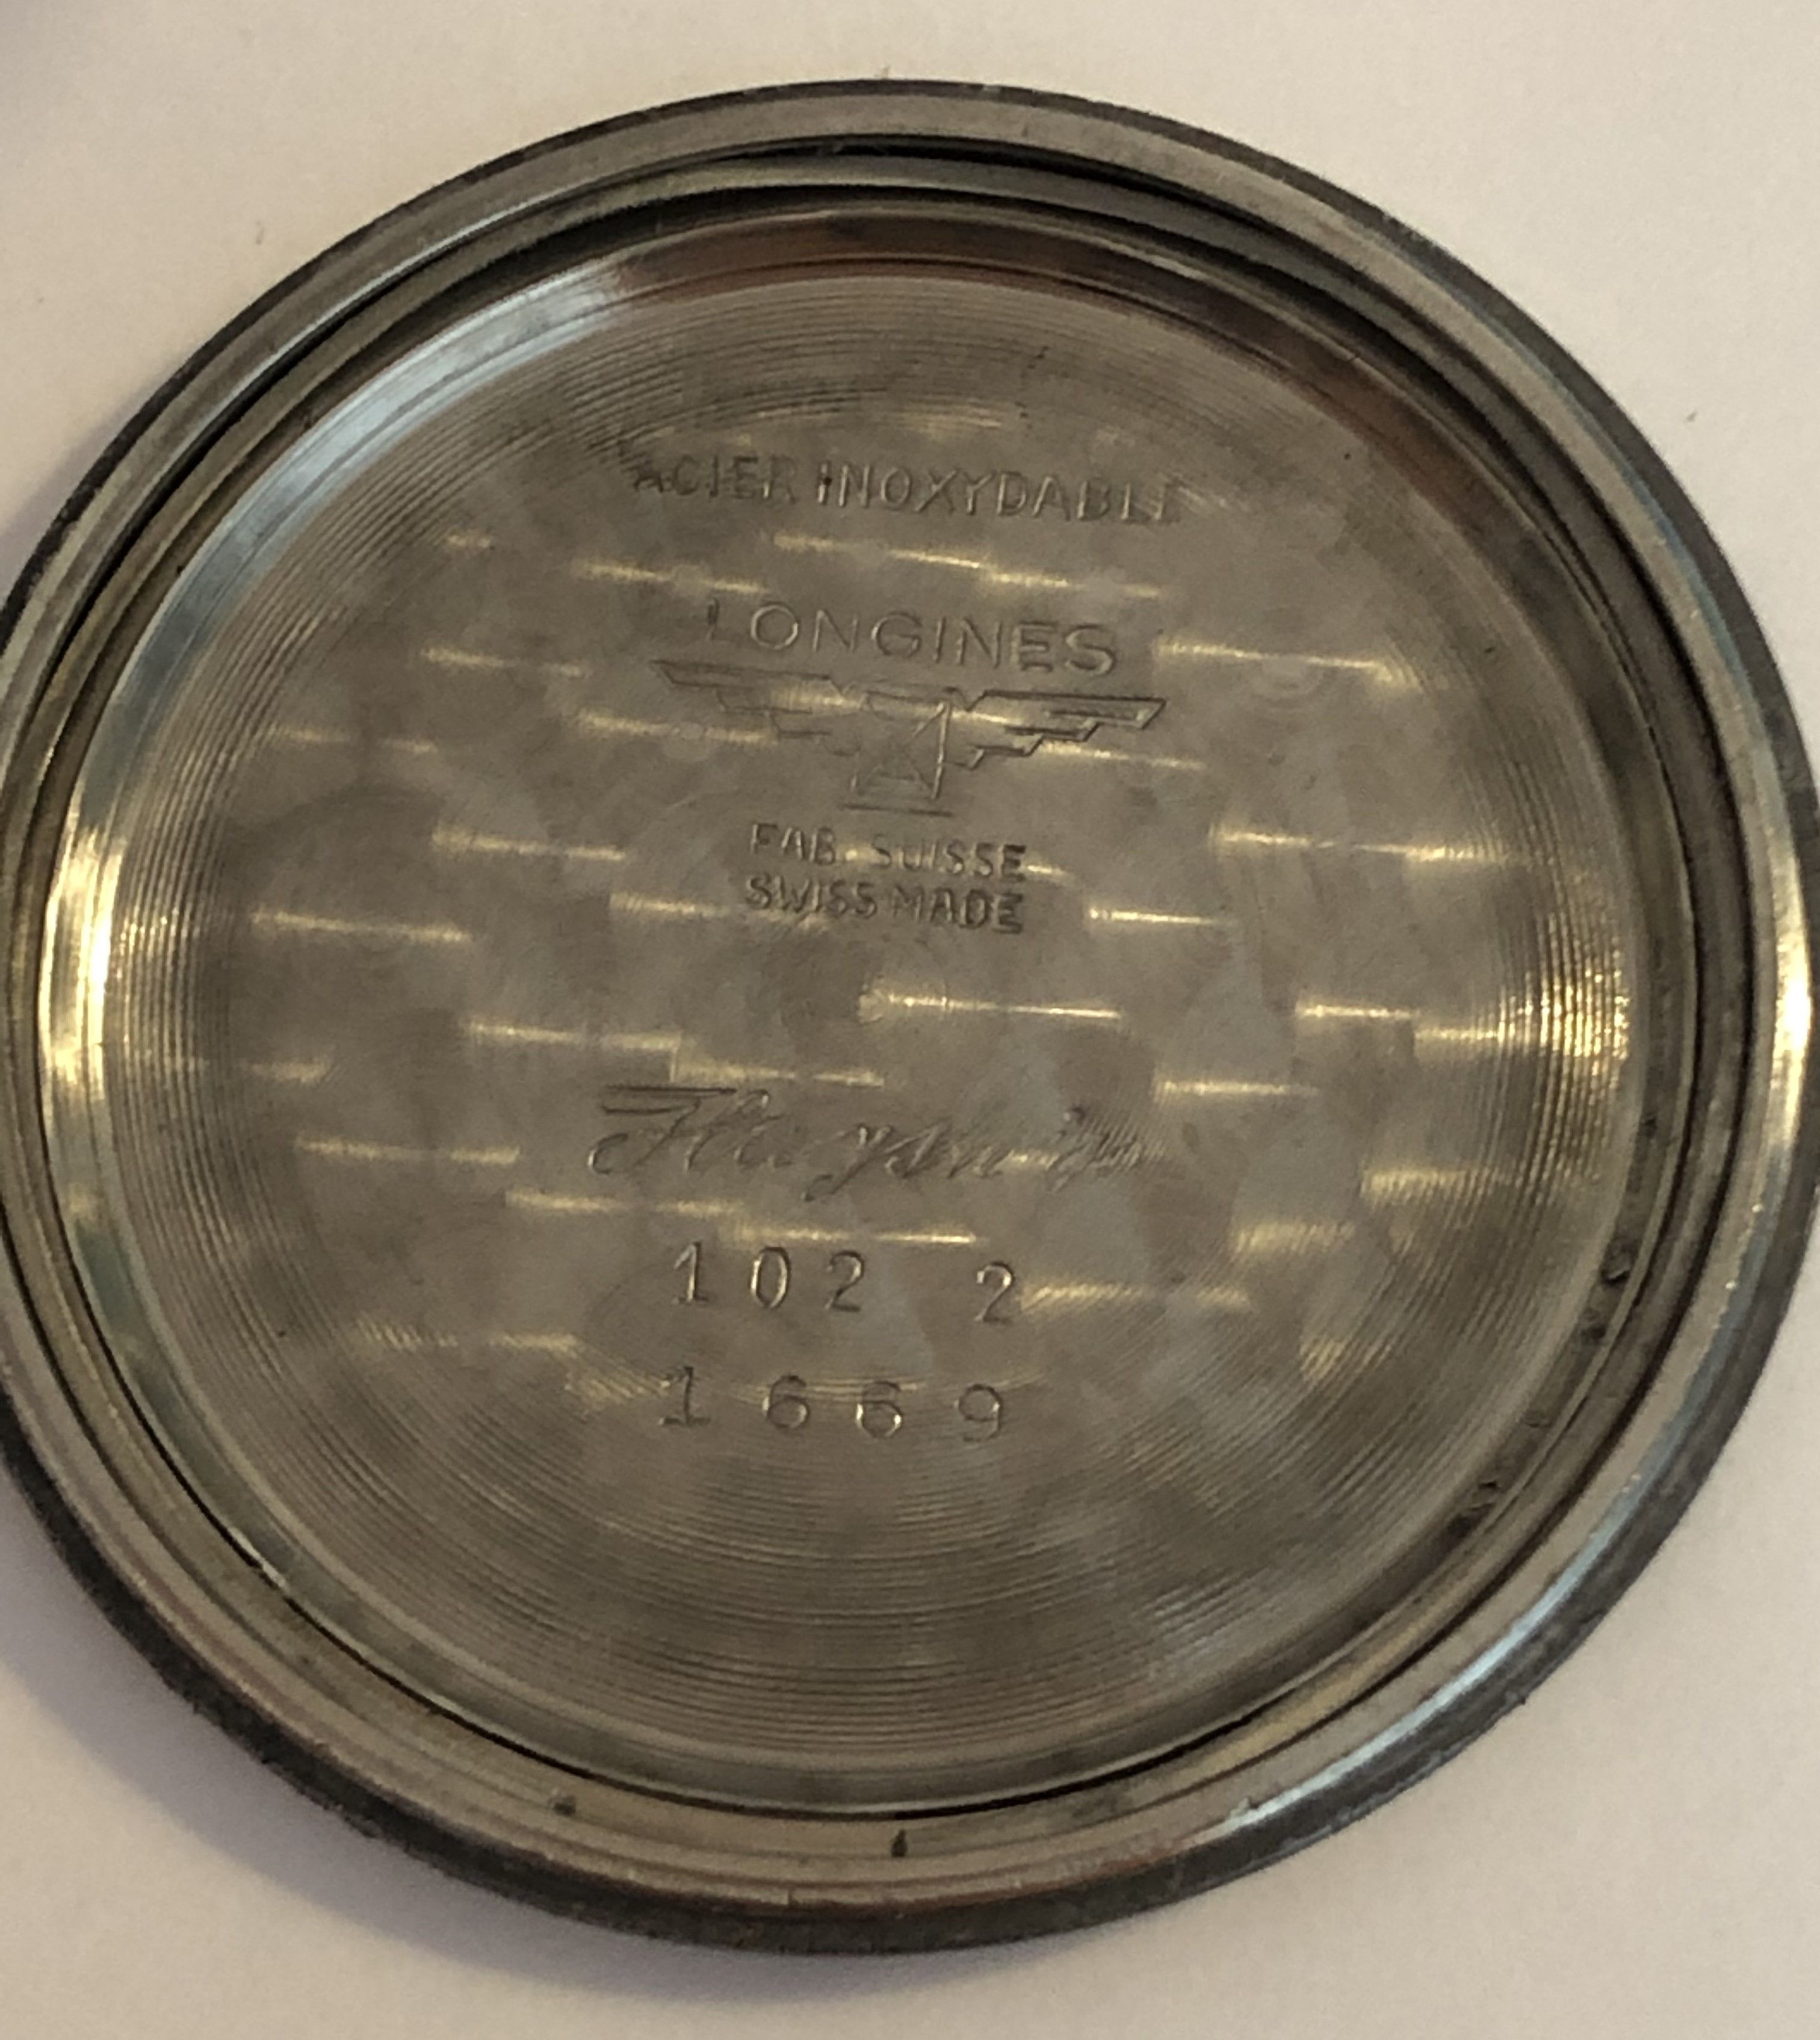 ACIER INOXYDABLE
LONGINES
FAB. SUISSE
SWISS MADE
Flagship
102 2
1669